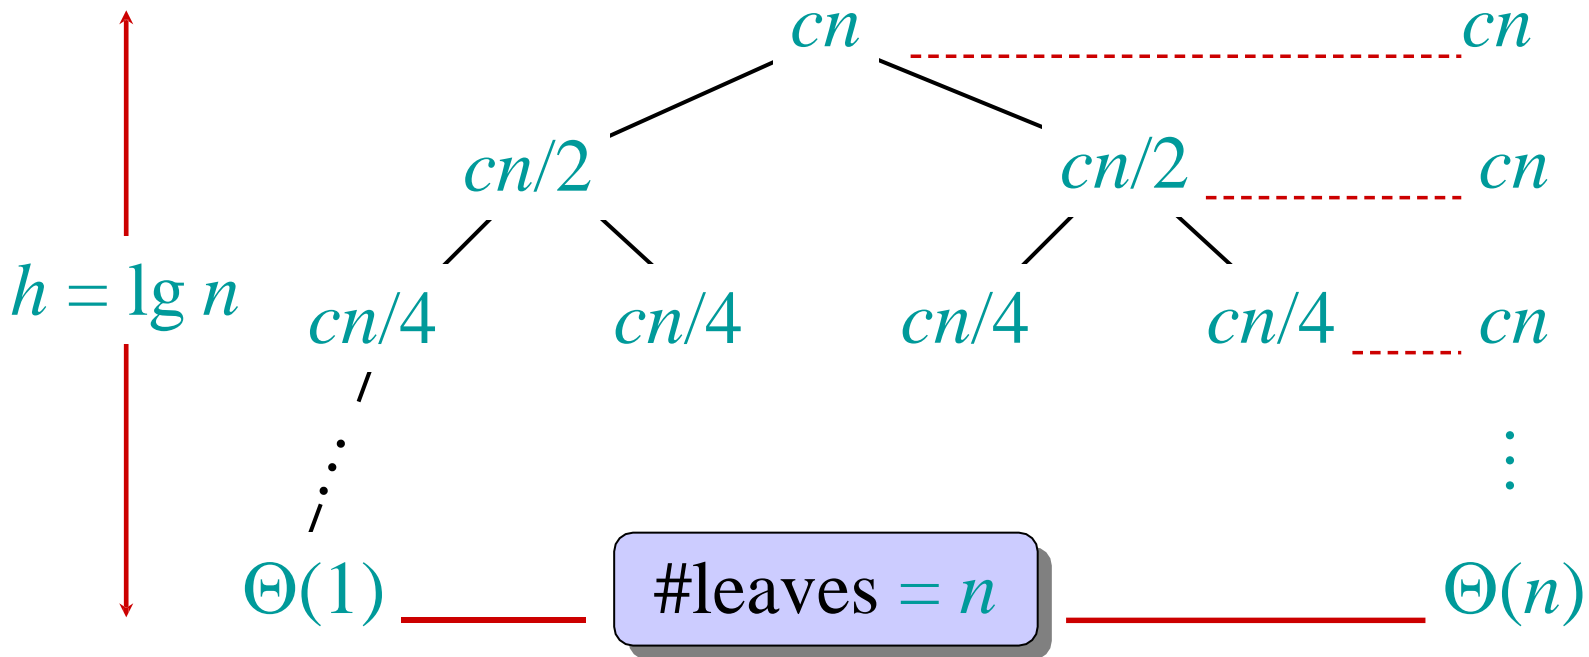 cn cn
cn/2 cn/2 cn
h = lg n cn/4 cn/4 cn/4 cn/4 cn
⋮
Θ(1) #leaves = n Θ(n)